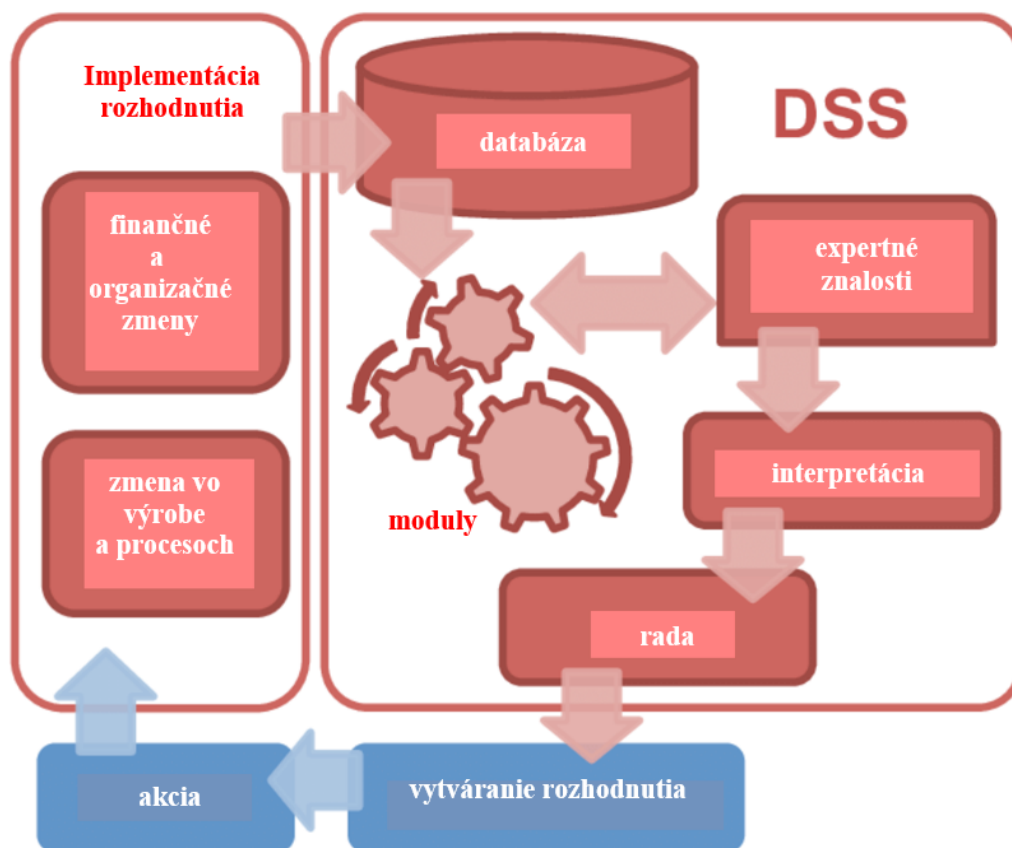 Implementácia
rozhodnutia
finančné
a
organizačné
zmeny
zmena vo
výrobe
a procesoch
DSS
databáza
expertné
znalosti
moduly
interpretácia
rada
vytváranie rozhodnutia
akcia